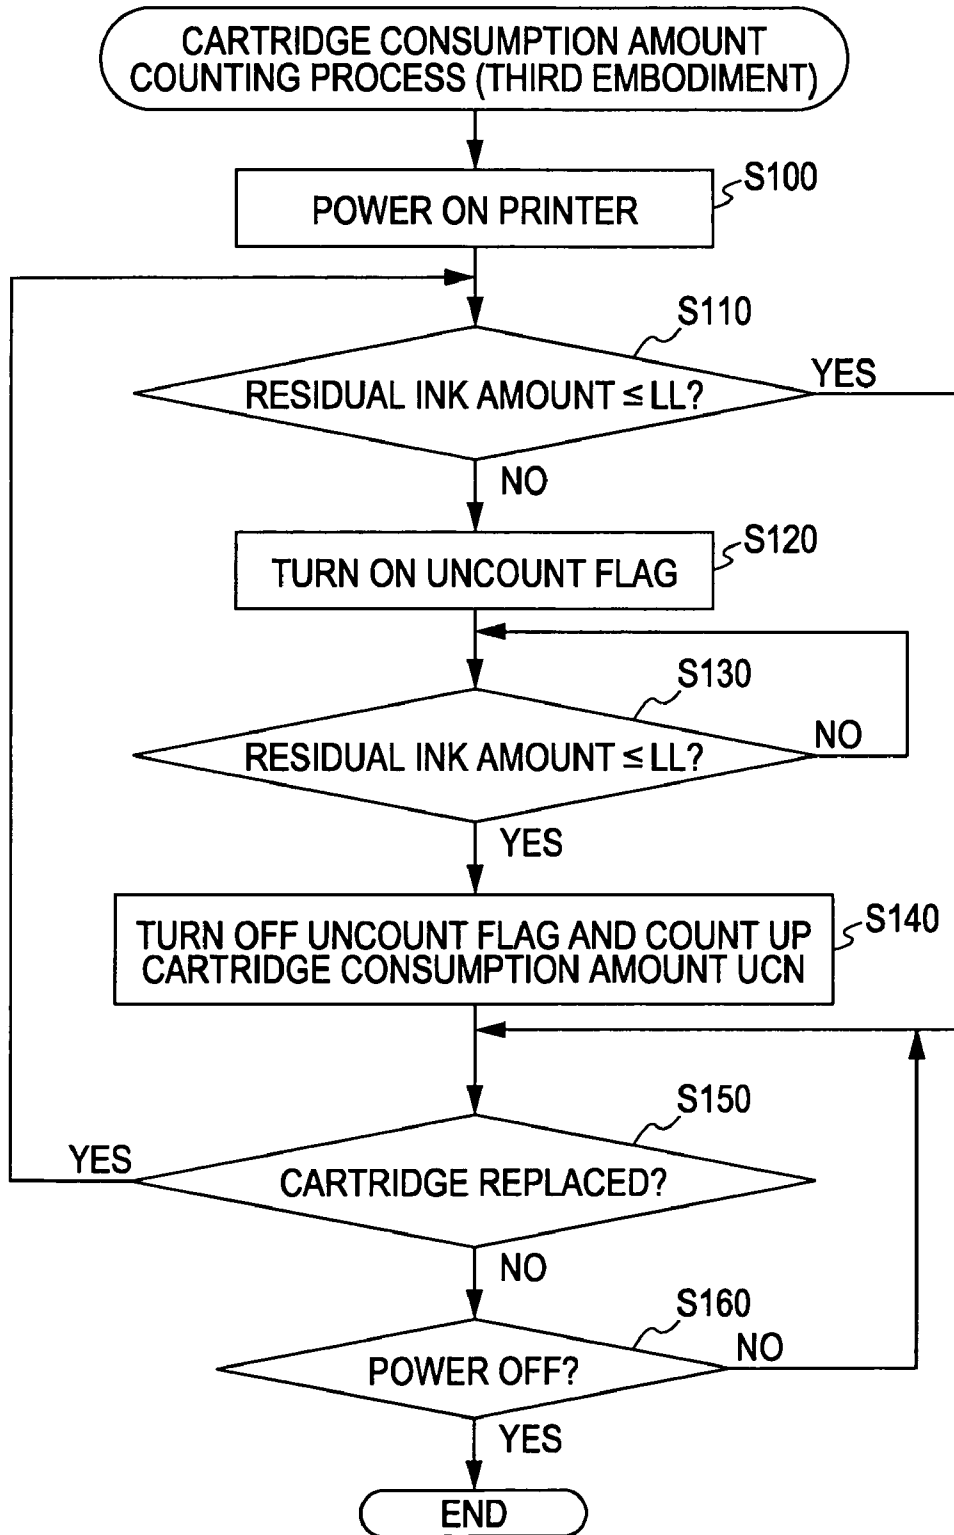 CARTRIDGE CONSUMPTION AMOUNT
COUNTING PROCESS (THIRD EMBODIMENT)
S100
POWER ON PRINTER
S110
RESIDUAL INK AMOUNT ≤ LL?
YES
NO
S120
TURN ON UNCOUNT FLAG
S130
RESIDUAL INK AMOUNT ≤ LL?
NO
YES
S140
TURN OFF UNCOUNT FLAG AND COUNT UP
CARTRIDGE CONSUMPTION AMOUNT UCN
S150
YES
CARTRIDGE REPLACED?
NO
S160
POWER OFF?
NO
YES
END